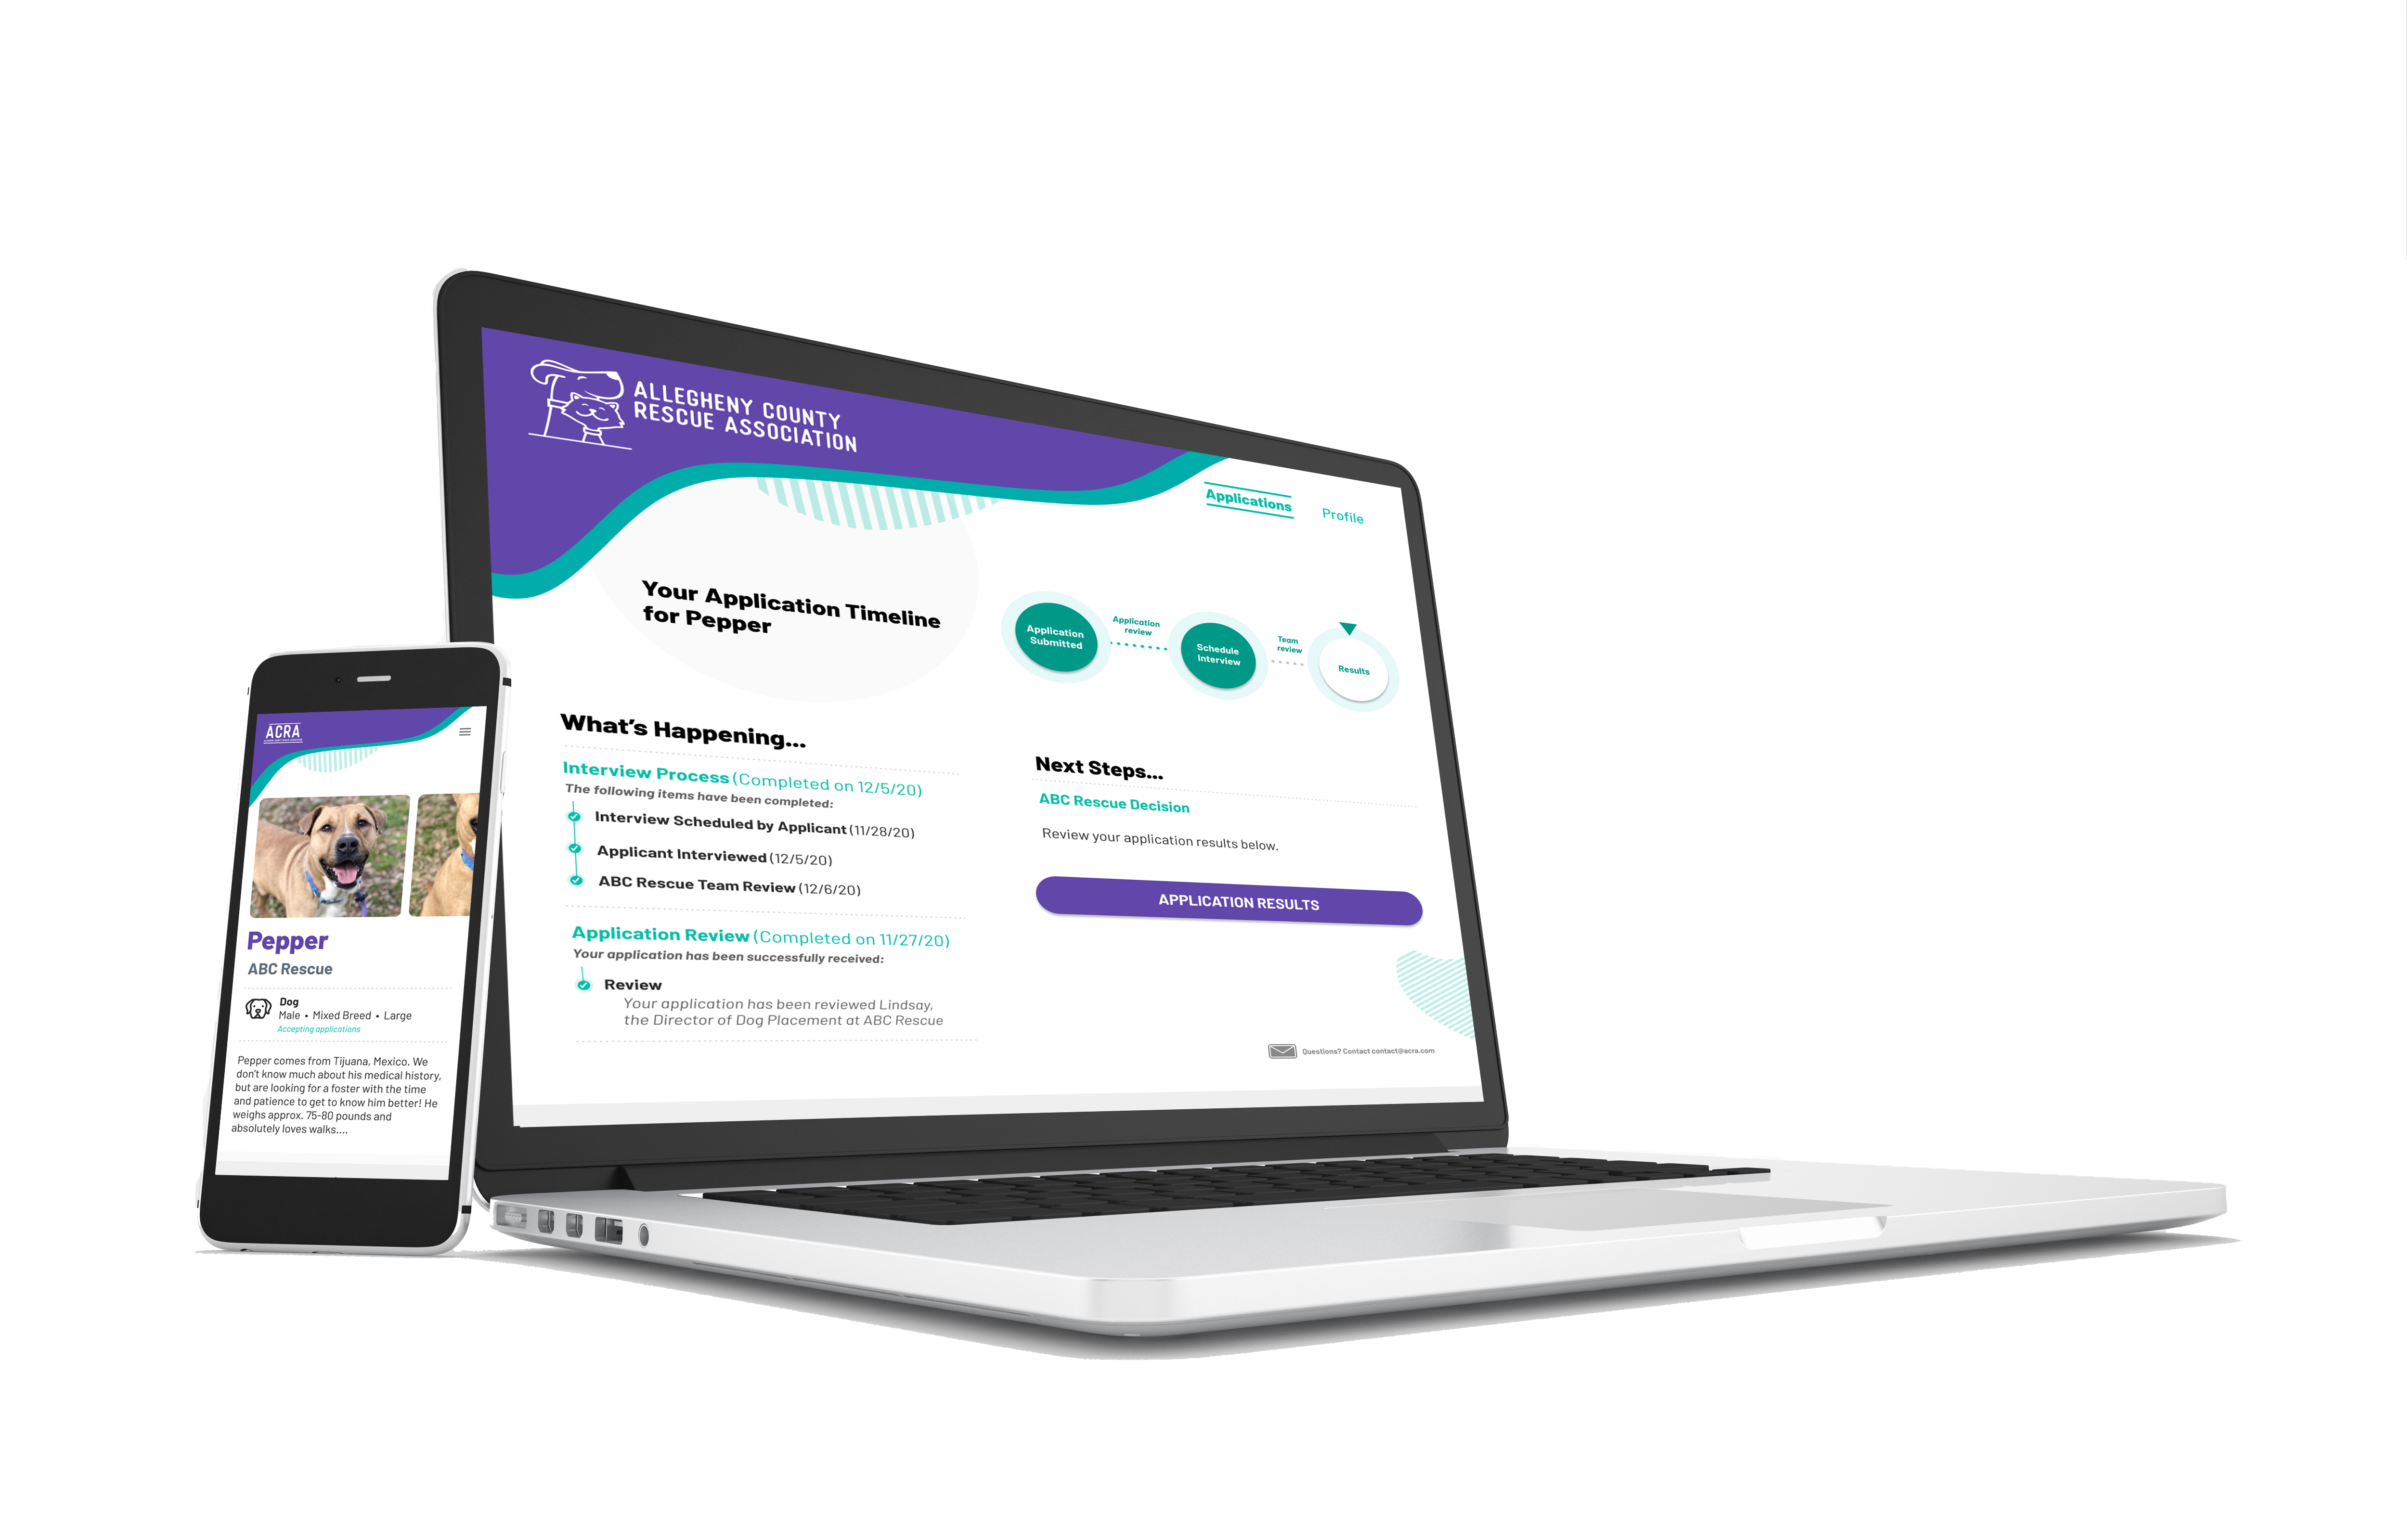 ALLEGHENY COUNTY
RESCUE ASSOCIATION
Applications
Profile
Your Application Timeline
for Pepper
Application
Submitted
Application
review
Schedule
Interview
Team
review
Results
What's Happening...
Interview Process (Completed on 12/5/20)
The following items have been completed:
Interview Scheduled by Applicant (11/28/20)
Applicant Interviewed (12/5/20)
ABC Rescue Team Review (12/6/20)
Application Review (Completed on 11/27/20)
Your application has been successfully received:
Review
Your application has been reviewed Lindsay,
the Director of Dog Placement at ABC Rescue
Next Steps...
ABC Rescue Decision
Review your application results below.
APPLICATION RESULTS
Questions? Contact contact@acra.com
ACRA
Pepper
ABC Rescue
Dog
Male • Mixed Breed • Large
Accepting applications
Pepper comes from Tijuana, Mexico. We
don't know much about his medical history,
but are looking for a foster with the time
and patience to get to know him better! He
weighs approx. 75-80 pounds and
absolutely loves walks....